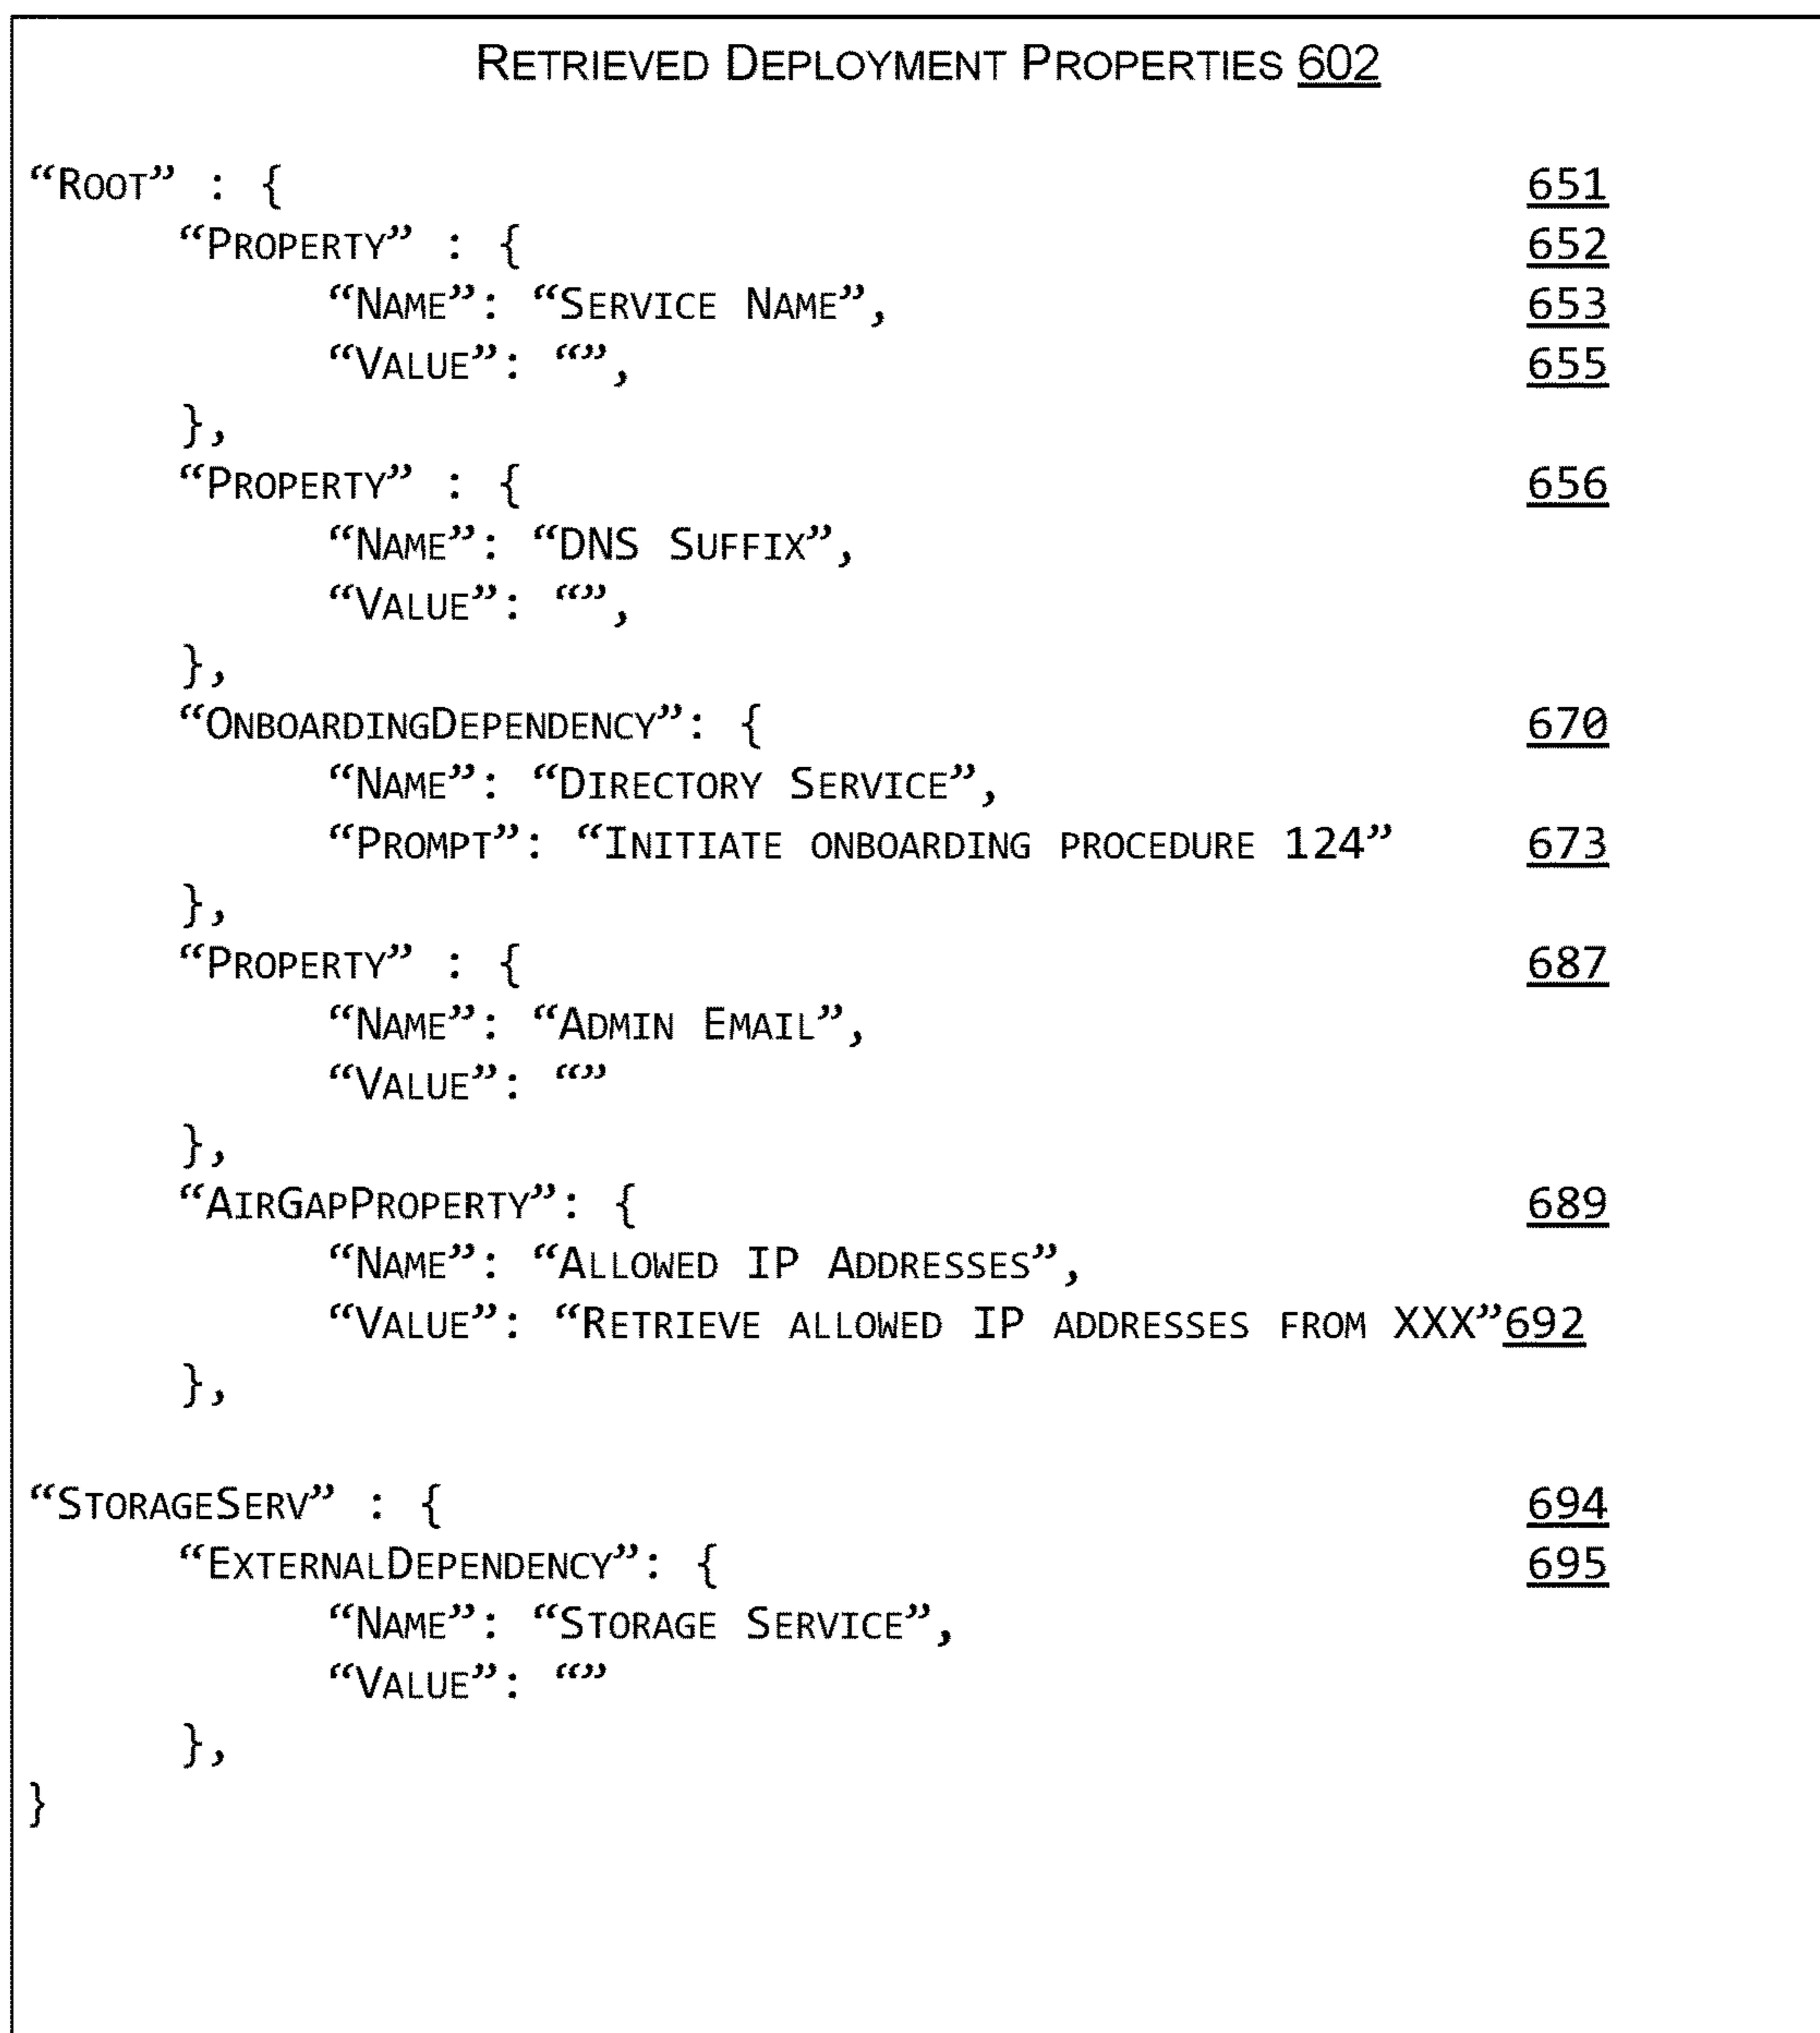 RETRIEVED DEPLOYMENT PROPERTIES 602
“ROOT” : { 651
“PROPERTY” : { 652
“NAME”: “SERVICE NAME”, 653
“VALUE”: “”, 655
},
“PROPERTY” : { 656
“NAME”: “DNS SUFFIX”,
“VALUE”: “”,
},
“ONBOARDINGDEPENDENCY”: { 670
“NAME”: “DIRECTORY SERVICE”,
“PROMPT”: “INITIATE ONBOARDING PROCEDURE 124” 673
},
“PROPERTY” : { 687
“NAME”: “ADMIN EMAIL”,
“VALUE”: “”
},
“AIRGAPPROPERTY”: { 689
“NAME”: “ALLOWED IP ADDRESSES”,
“VALUE”: “RETRIEVE ALLOWED IP ADDRESSES FROM XXX”692
},
“STORAGESERV” : { 694
“EXTERNALDEPENDENCY”: { 695
“NAME”: “STORAGE SERVICE”,
“VALUE”: “”
},
}